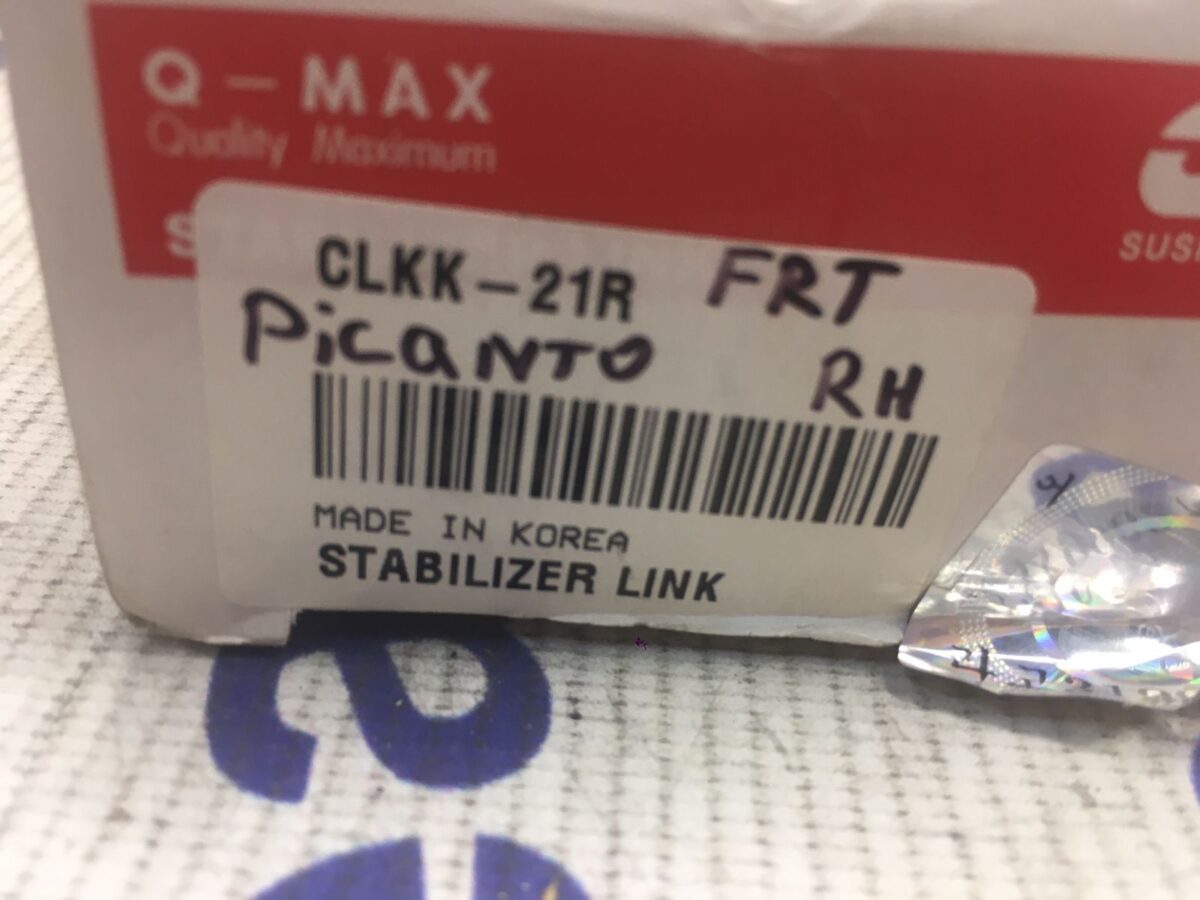 Q-MAX
Quality Maximum
CLKK-21R FRT
Picanto RH
MADE IN KOREA
STABILIZER LINK